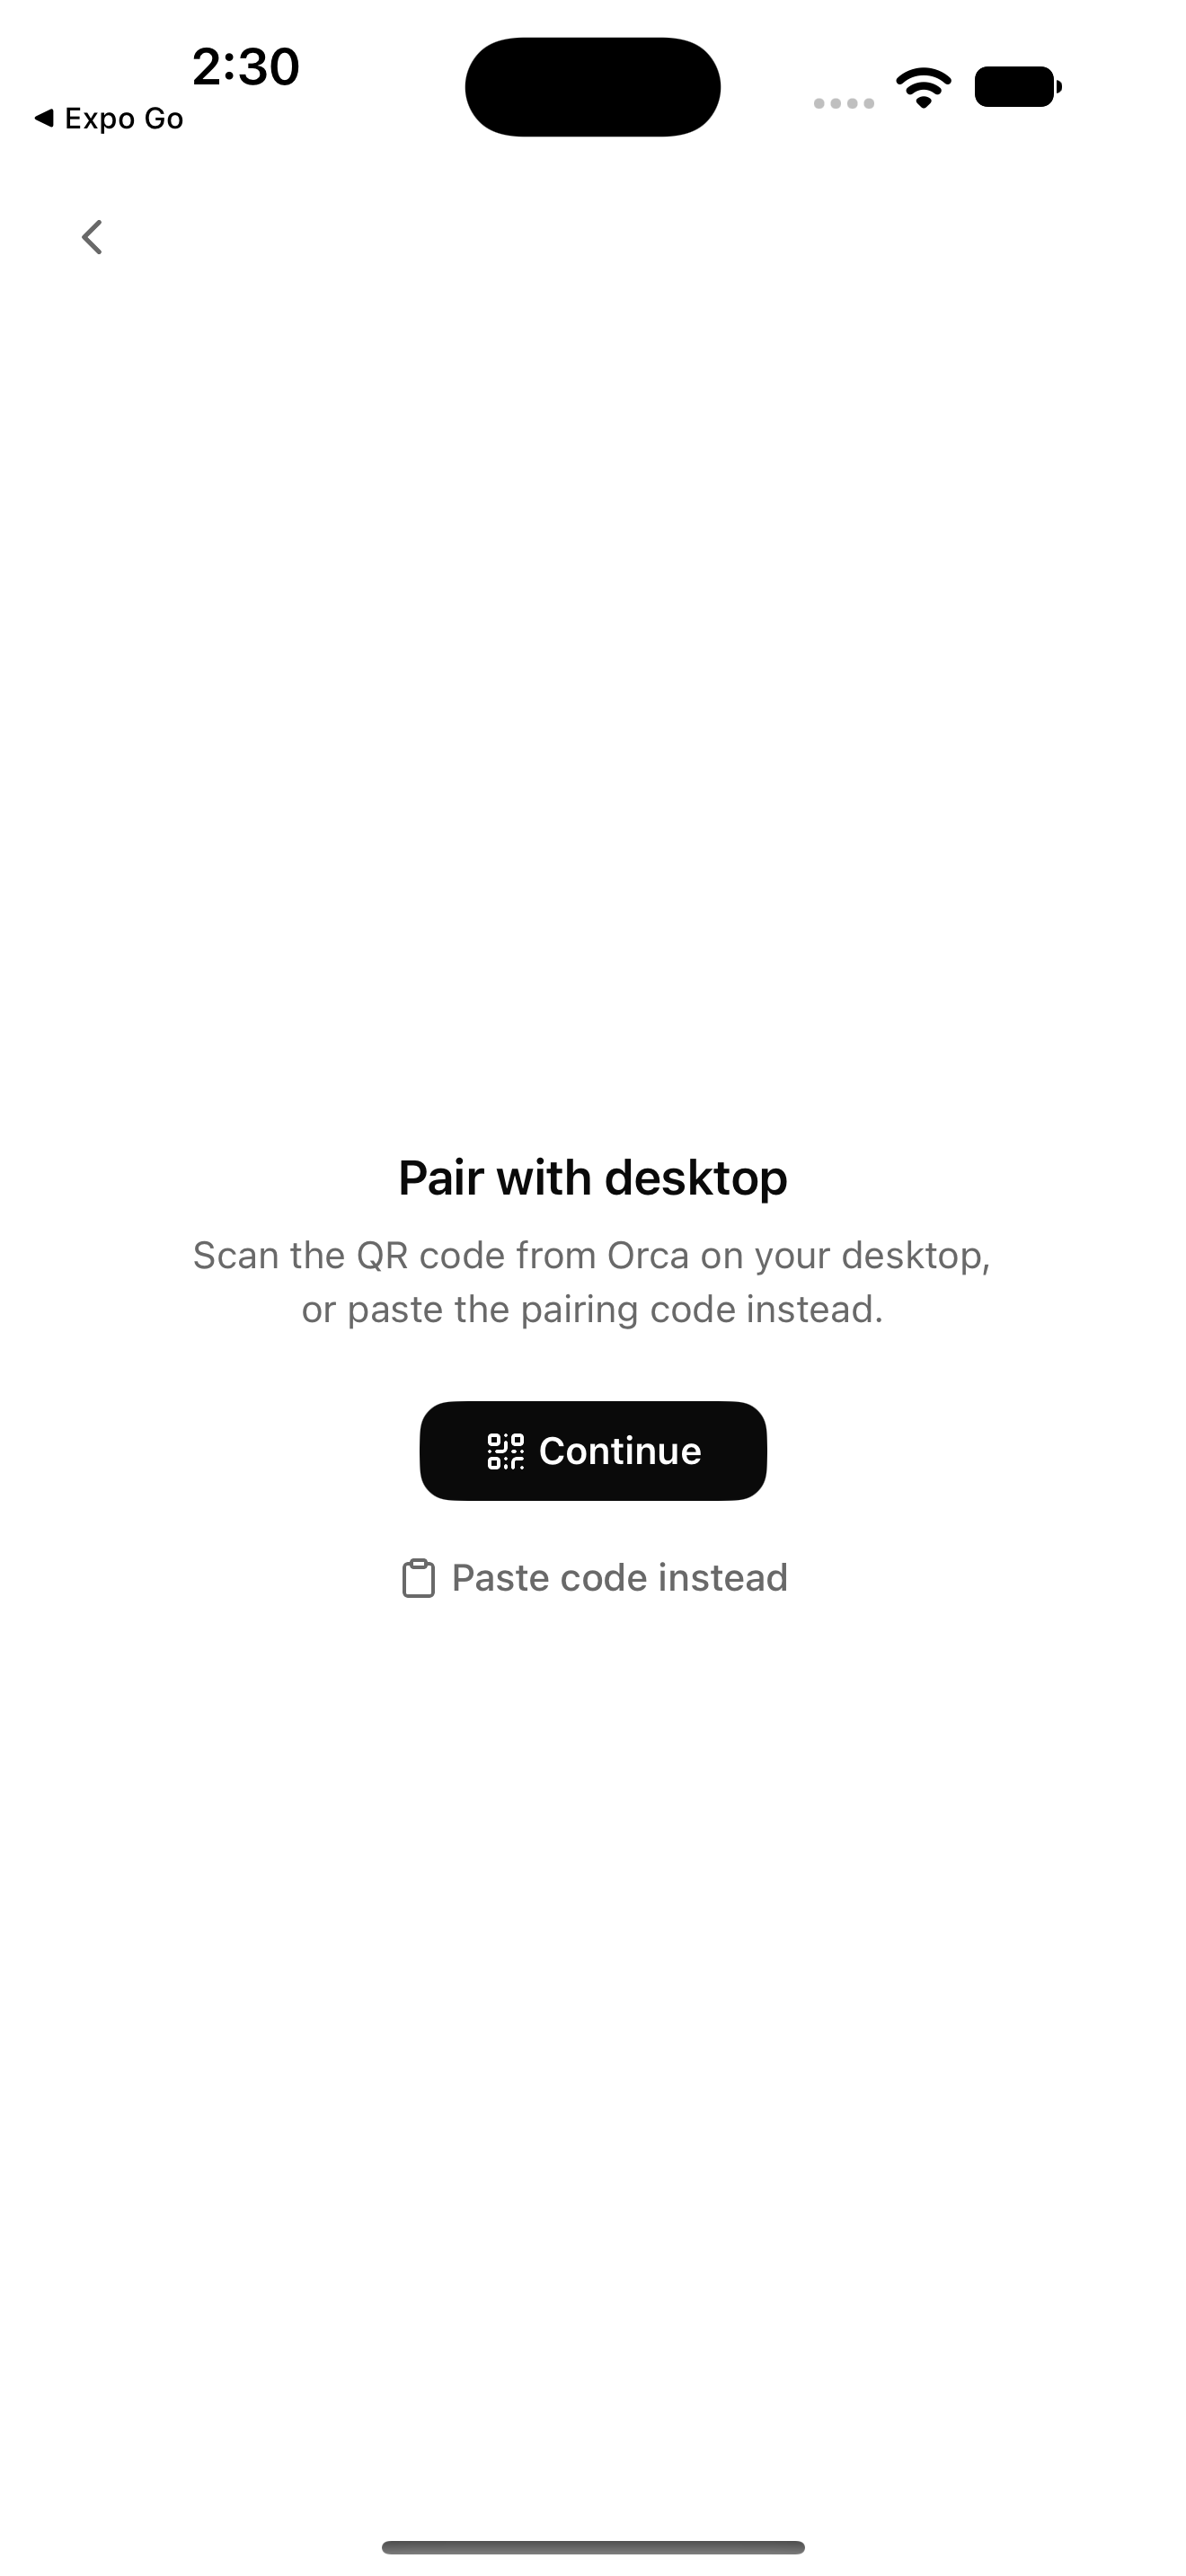 2:30
Expo Go
Pair with desktop
Scan the QR code from Orca on your desktop,
or paste the pairing code instead.
Continue
Paste code instead